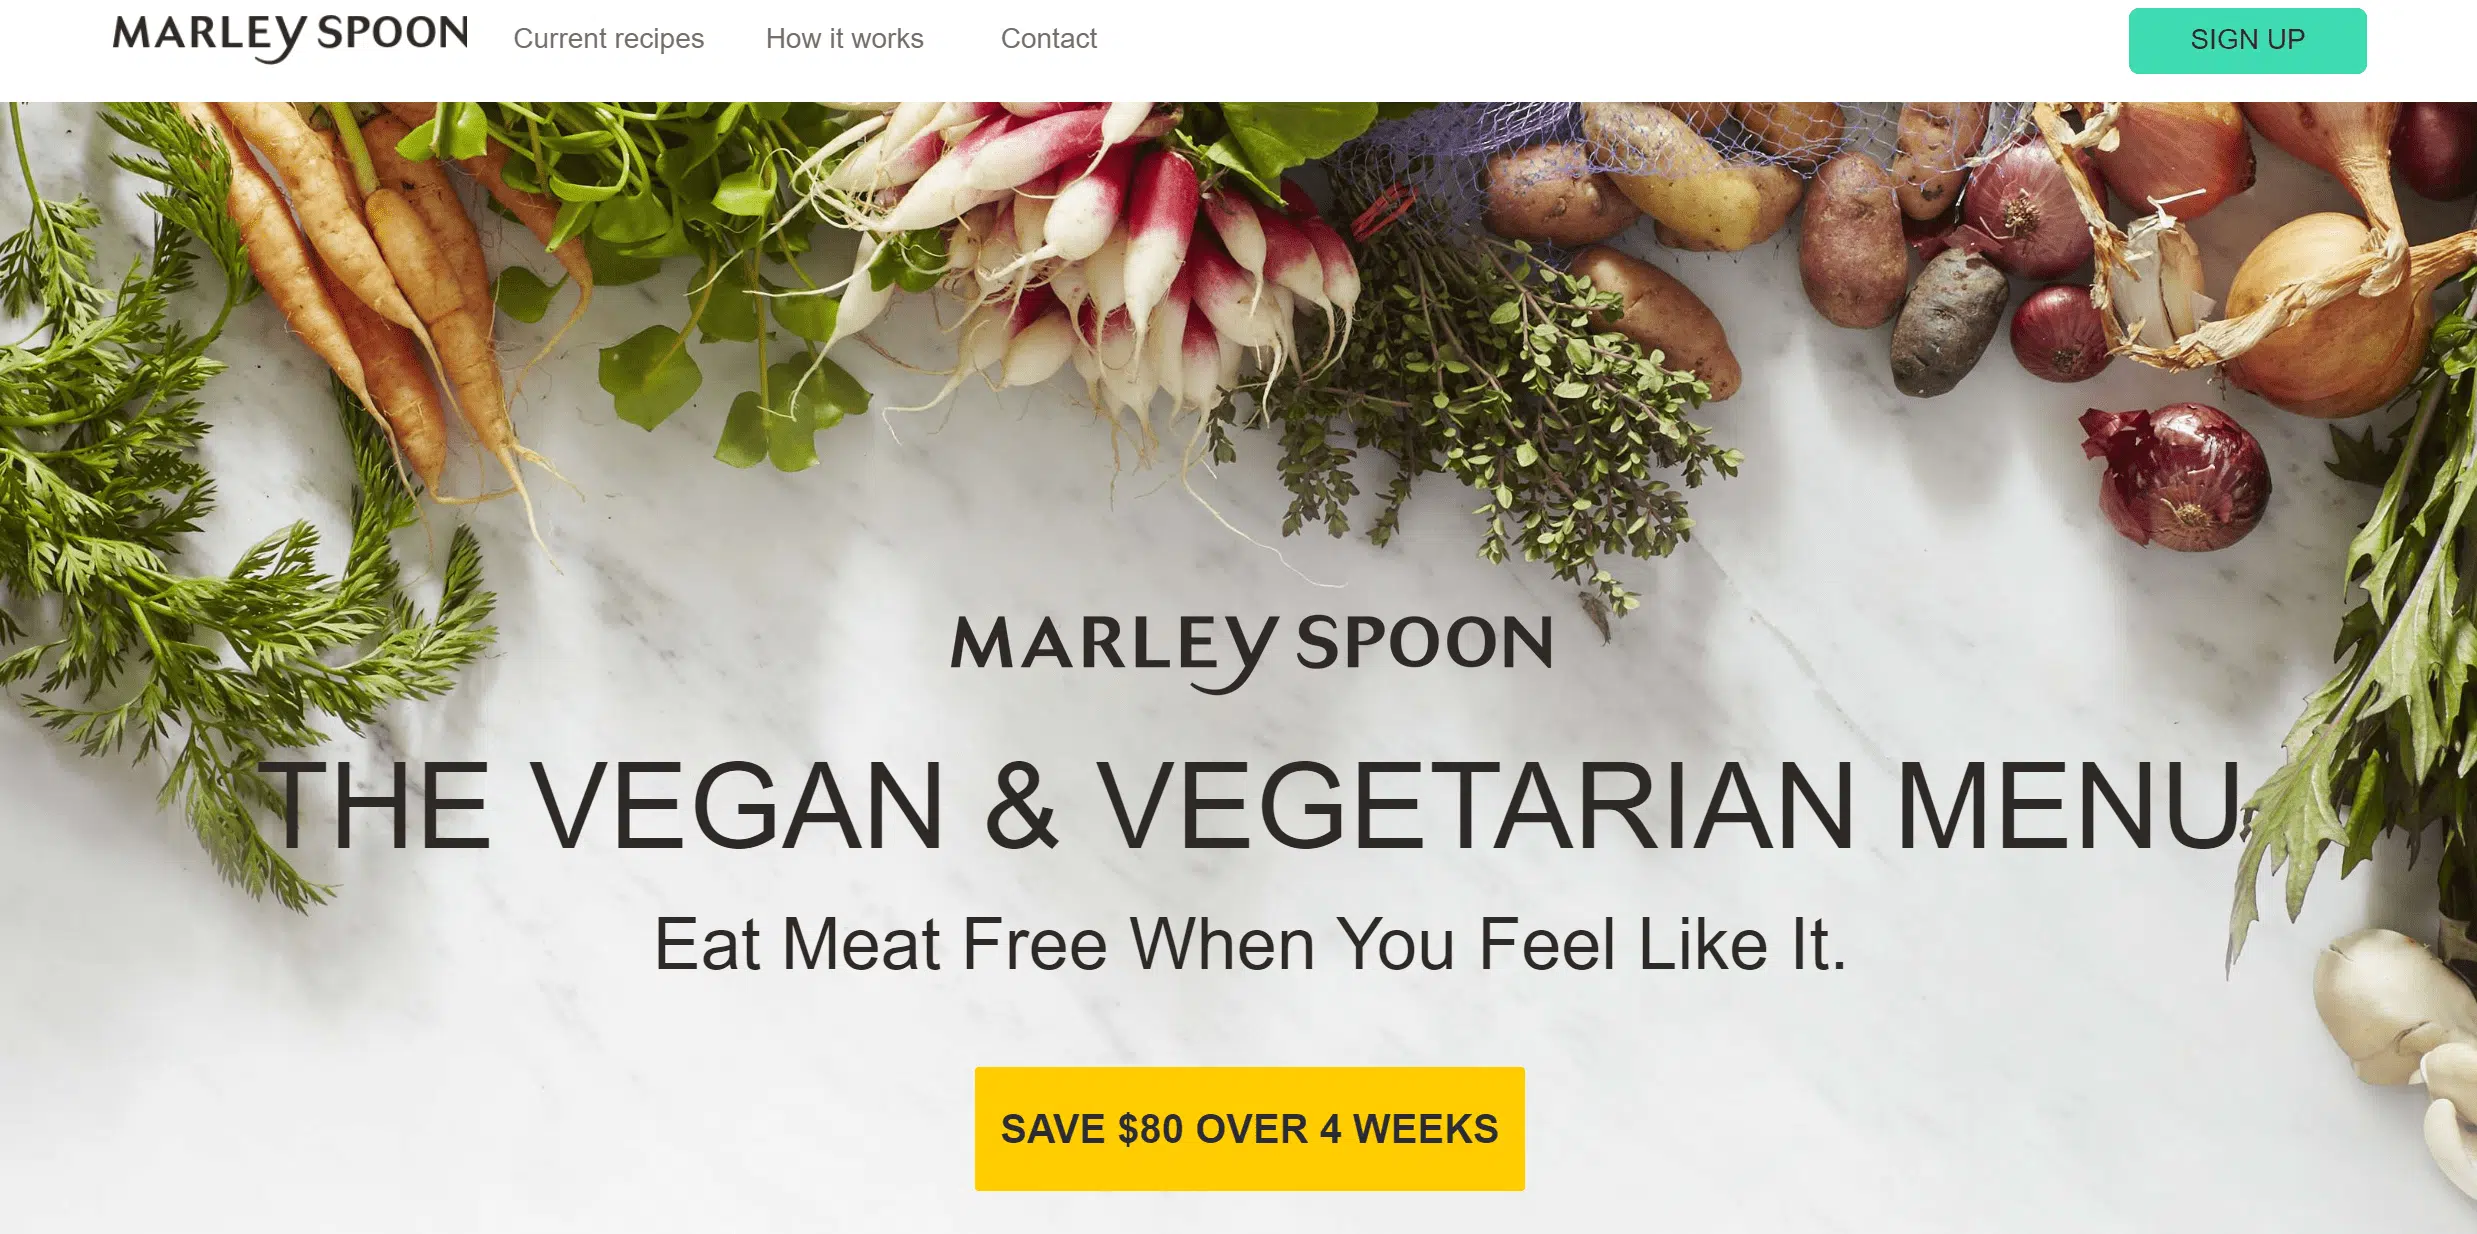 MARLEY SPOON
Current recipes
How it works
Contact
SIGN UP
MARLEY SPOON
THE VEGAN & VEGETARIAN MENU
Eat Meat Free When You Feel Like It.
SAVE $80 OVER 4 WEEKS